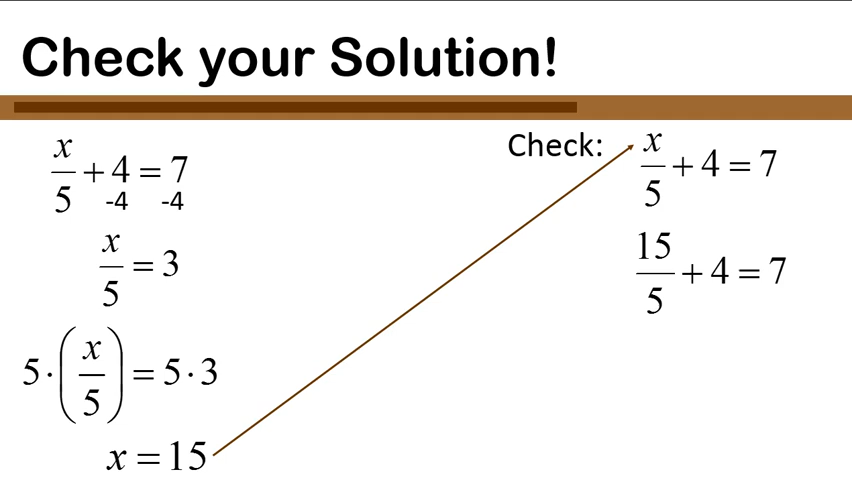 Check your Solution!
x/5 + 4 = 7
-4 -4
x/5 = 3
5·(x/5) = 5·3
x = 15
Check: x/5 + 4 = 7
15/5 + 4 = 7